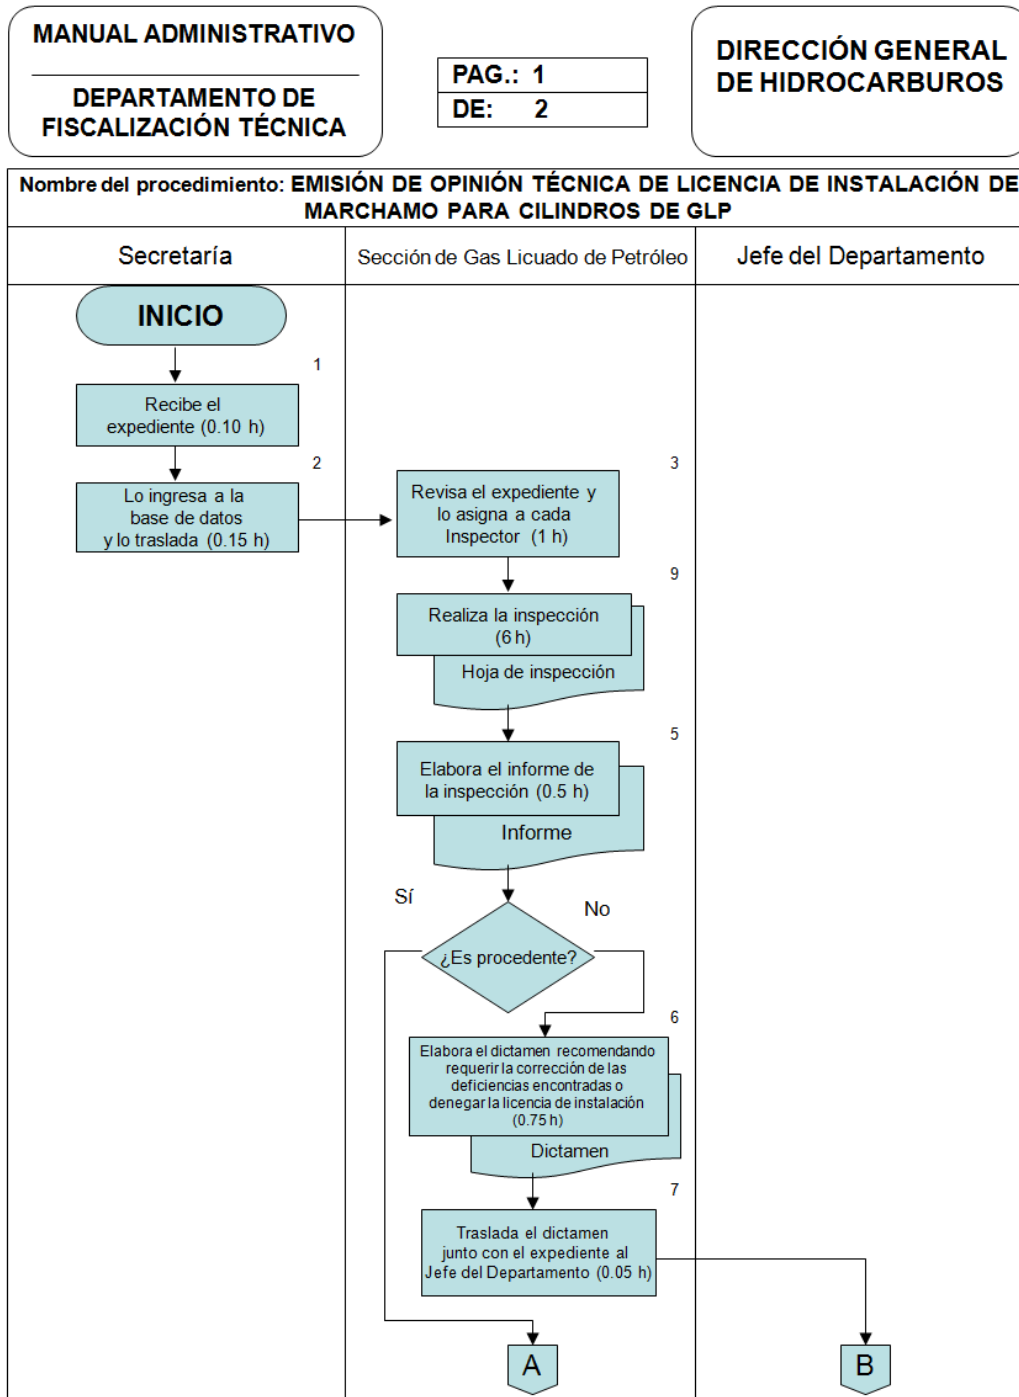 MANUAL ADMINISTRATIVO
DEPARTAMENTO DE
FISCALIZACIÓN TÉCNICA
PAG.: 1
DE: 2
DIRECCIÓN GENERAL
DE HIDROCARBUROS
Nombre del procedimiento: EMISIÓN DE OPINIÓN TÉCNICA DE LICENCIA DE INSTALACIÓN DE
MARCHAMO PARA CILINDROS DE GLP
Secretaría
Sección de Gas Licuado de Petróleo
Jefe del Departamento
INICIO
1
Recibe el
expediente (0.10 h)
2
Lo ingresa a la
base de datos
y lo traslada (0.15 h)
3
Revisa el expediente y
lo asigna a cada
Inspector (1 h)
9
Realiza la inspección
(6 h)
Hoja de inspección
5
Elabora el informe de
la inspección (0.5 h)
Informe
Sí
No
¿Es procedente?
6
Elabora el dictamen recomendando
requerir la corrección de las
deficiencias encontradas o
denegar la licencia de instalación
(0.75 h)
Dictamen
7
Traslada el dictamen
junto con el expediente al
Jefe del Departamento (0.05 h)
A
B